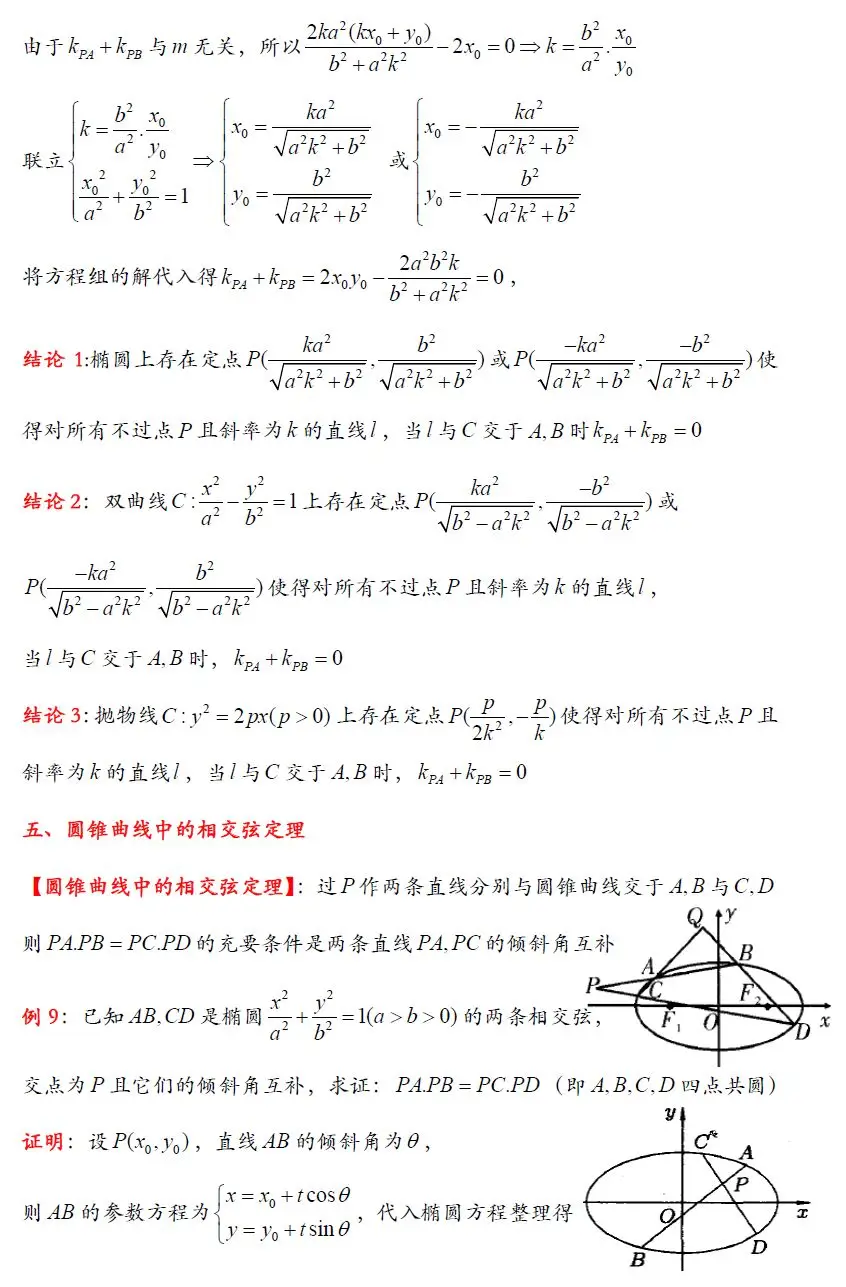 由于 $k_{PA}+k_{PB}$ 与 $m$ 无关，所以 $\frac{2ka^2(kx_0+y_0)}{b^2+a^2k^2}-2x_0=0\Rightarrow k=\frac{b^2}{a^2}.\frac{x_0}{y_0}$
联立 $\begin{cases}k=\frac{b^2}{a^2}.\frac{x_0}{y_0}\\\frac{x_0^2}{a^2}+\frac{y_0^2}{b^2}=1\end{cases}\Rightarrow\begin{cases}x_0=\frac{ka^2}{\sqrt{a^2k^2+b^2}}\\y_0=\frac{b^2}{\sqrt{a^2k^2+b^2}}\end{cases}$ 或 $\begin{cases}x_0=-\frac{ka^2}{\sqrt{a^2k^2+b^2}}\\y_0=-\frac{b^2}{\sqrt{a^2k^2+b^2}}\end{cases}$
将方程组的解代入得 $k_{PA}+k_{PB}=2x_0y_0-\frac{2a^2b^2k}{b^2+a^2k^2}=0$，
结论 1:椭圆上存在定点 $P(\frac{ka^2}{\sqrt{a^2k^2+b^2}},\frac{b^2}{\sqrt{a^2k^2+b^2}})$ 或 $P(\frac{-ka^2}{\sqrt{a^2k^2+b^2}},\frac{-b^2}{\sqrt{a^2k^2+b^2}})$ 使
得对所有不过点 $P$ 且斜率为 $k$ 的直线 $l$，当 $l$ 与 $C$ 交于 $A,B$ 时 $k_{PA}+k_{PB}=0$
结论 2：双曲线 $C:\frac{x^2}{a^2}-\frac{y^2}{b^2}=1$ 上存在定点 $P(\frac{ka^2}{\sqrt{b^2-a^2k^2}},\frac{-b^2}{\sqrt{b^2-a^2k^2}})$ 或
$P(\frac{-ka^2}{\sqrt{b^2-a^2k^2}},\frac{b^2}{\sqrt{b^2-a^2k^2}})$ 使得对所有不过点 $P$ 且斜率为 $k$ 的直线 $l$，
当 $l$ 与 $C$ 交于 $A,B$ 时，$k_{PA}+k_{PB}=0$
结论 3: 抛物线 $C:y^2=2px(p>0)$ 上存在定点 $P(\frac{p}{2k^2},-\frac{p}{k})$ 使得对所有不过点 $P$ 且
斜率为 $k$ 的直线 $l$，当 $l$ 与 $C$ 交于 $A,B$ 时，$k_{PA}+k_{PB}=0$
五、圆锥曲线中的相交弦定理
【圆锥曲线中的相交弦定理】：过 $P$ 作两条直线分别与圆锥曲线交于 $A,B$ 与 $C,D$
则 $PA.PB=PC.PD$ 的充要条件是两条直线 $PA,PC$ 的倾斜角互补
Q y
A B
P C F₁ O F₂ D x
例 9：已知 $AB,CD$ 是椭圆 $\frac{x^2}{a^2}+\frac{y^2}{b^2}=1(a>b>0)$ 的两条相交弦，
交点为 $P$ 且它们的倾斜角互补，求证：$PA.PB=PC.PD$（即 $A,B,C,D$ 四点共圆）
证明：设 $P(x_0,y_0)$，直线 $AB$ 的倾斜角为 $\theta$，
则 $AB$ 的参数方程为 $\begin{cases}x=x_0+t\cos\theta\\y=y_0+t\sin\theta\end{cases}$，代入椭圆方程整理得
y
C A
P
O x
B D